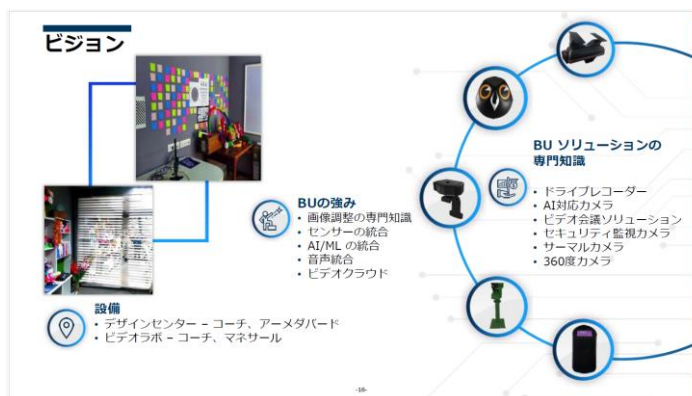 ビジョン
BUの強み
• 画像調整の専門知識
• センサーの統合
• AI/ML の統合
• 音声統合
• ビデオクラウド
設備
• デザインセンター – コーチ、アーメダバード
• ビデオラボ – コーチ、マネサール
BU ソリューションの
専門知識
• ドライブレコーダー
• AI対応カメラ
• ビデオ会議ソリューション
• セキュリティ監視カメラ
• サーマルカメラ
• 360度カメラ
-16-